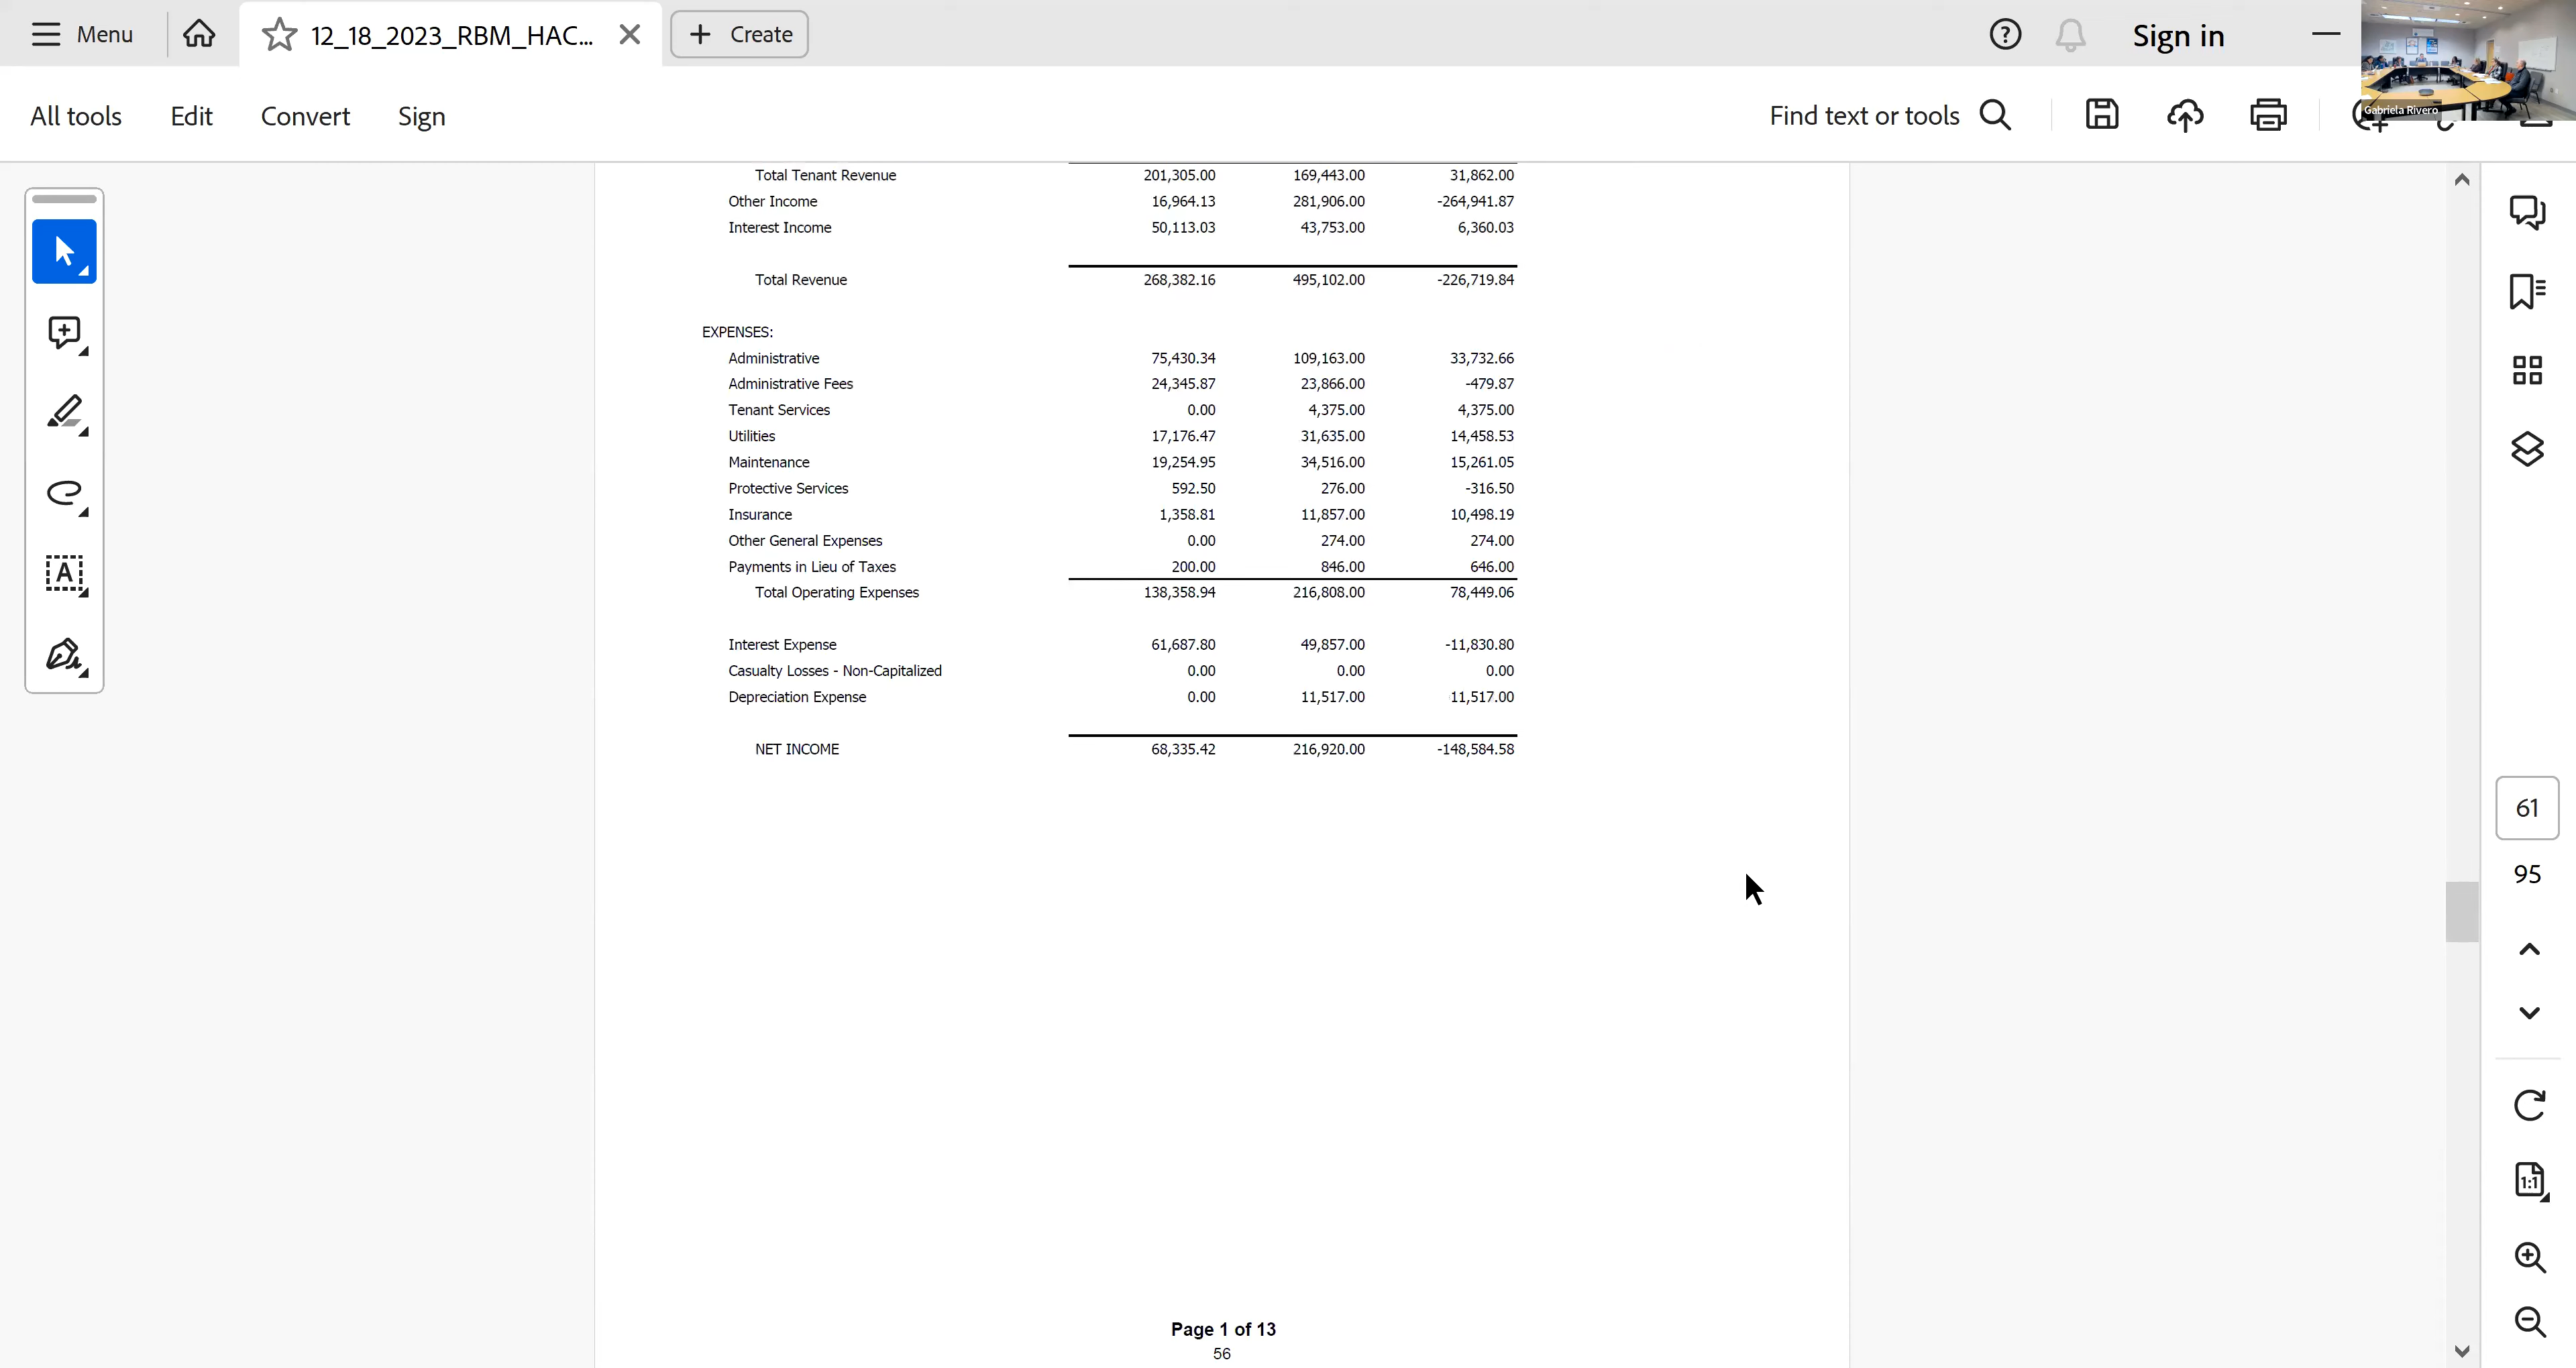 Menu 12_18_2023_RBM_HAC... Create Sign in
All tools Edit Convert Sign Find text or tools
Gabriela Rivero
Total Tenant Revenue 201,305.00 169,443.00 31,862.00
Other Income 16,964.13 281,906.00 -264,941.87
Interest Income 50,113.03 43,753.00 6,360.03
Total Revenue 268,382.16 495,102.00 -226,719.84
EXPENSES:
Administrative 75,430.34 109,163.00 33,732.66
Administrative Fees 24,345.87 23,866.00 -479.87
Tenant Services 0.00 4,375.00 4,375.00
Utilities 17,176.47 31,635.00 14,458.53
Maintenance 19,254.95 34,516.00 15,261.05
Protective Services 592.50 276.00 -316.50
Insurance 1,358.81 11,857.00 10,498.19
Other General Expenses 0.00 274.00 274.00
Payments in Lieu of Taxes 200.00 846.00 646.00
Total Operating Expenses 138,358.94 216,808.00 78,449.06
Interest Expense 61,687.80 49,857.00 -11,830.80
Casualty Losses - Non-Capitalized 0.00 0.00 0.00
Depreciation Expense 0.00 11,517.00 11,517.00
NET INCOME 68,335.42 216,920.00 -148,584.58
61
95
1:1
Page 1 of 13
56